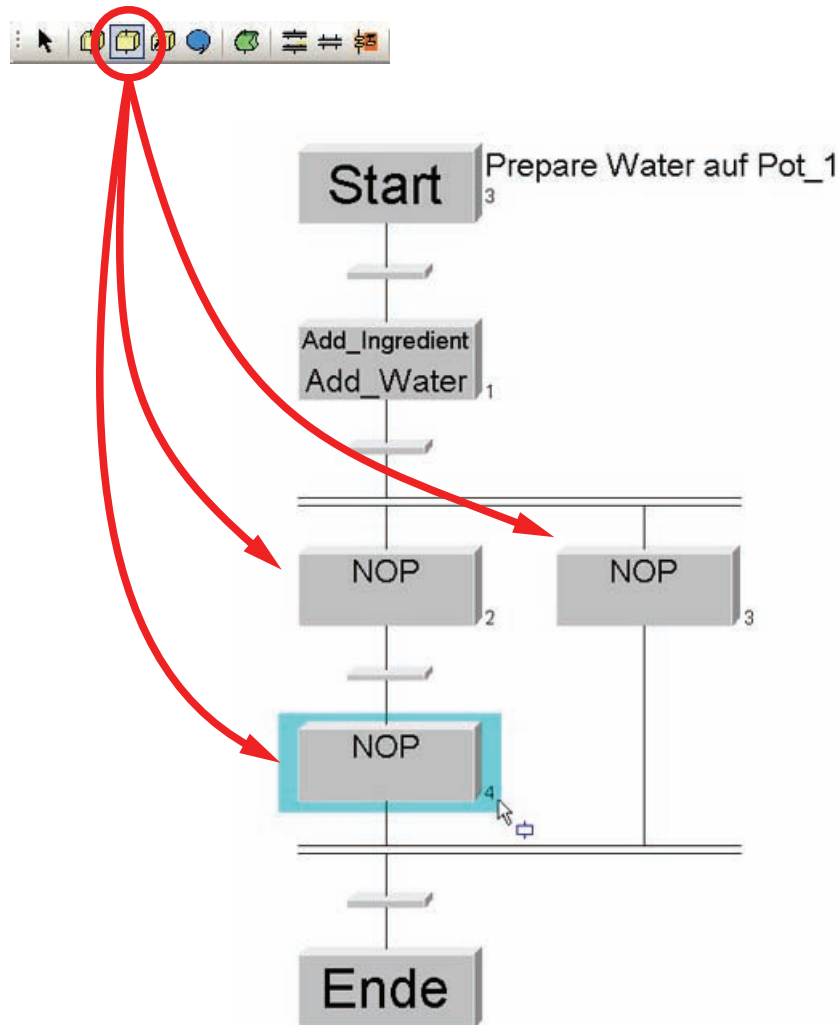 Start
Prepare Water auf Pot_1
3
Add_Ingredient
Add_Water
1
NOP
2
NOP
3
NOP
4
Ende